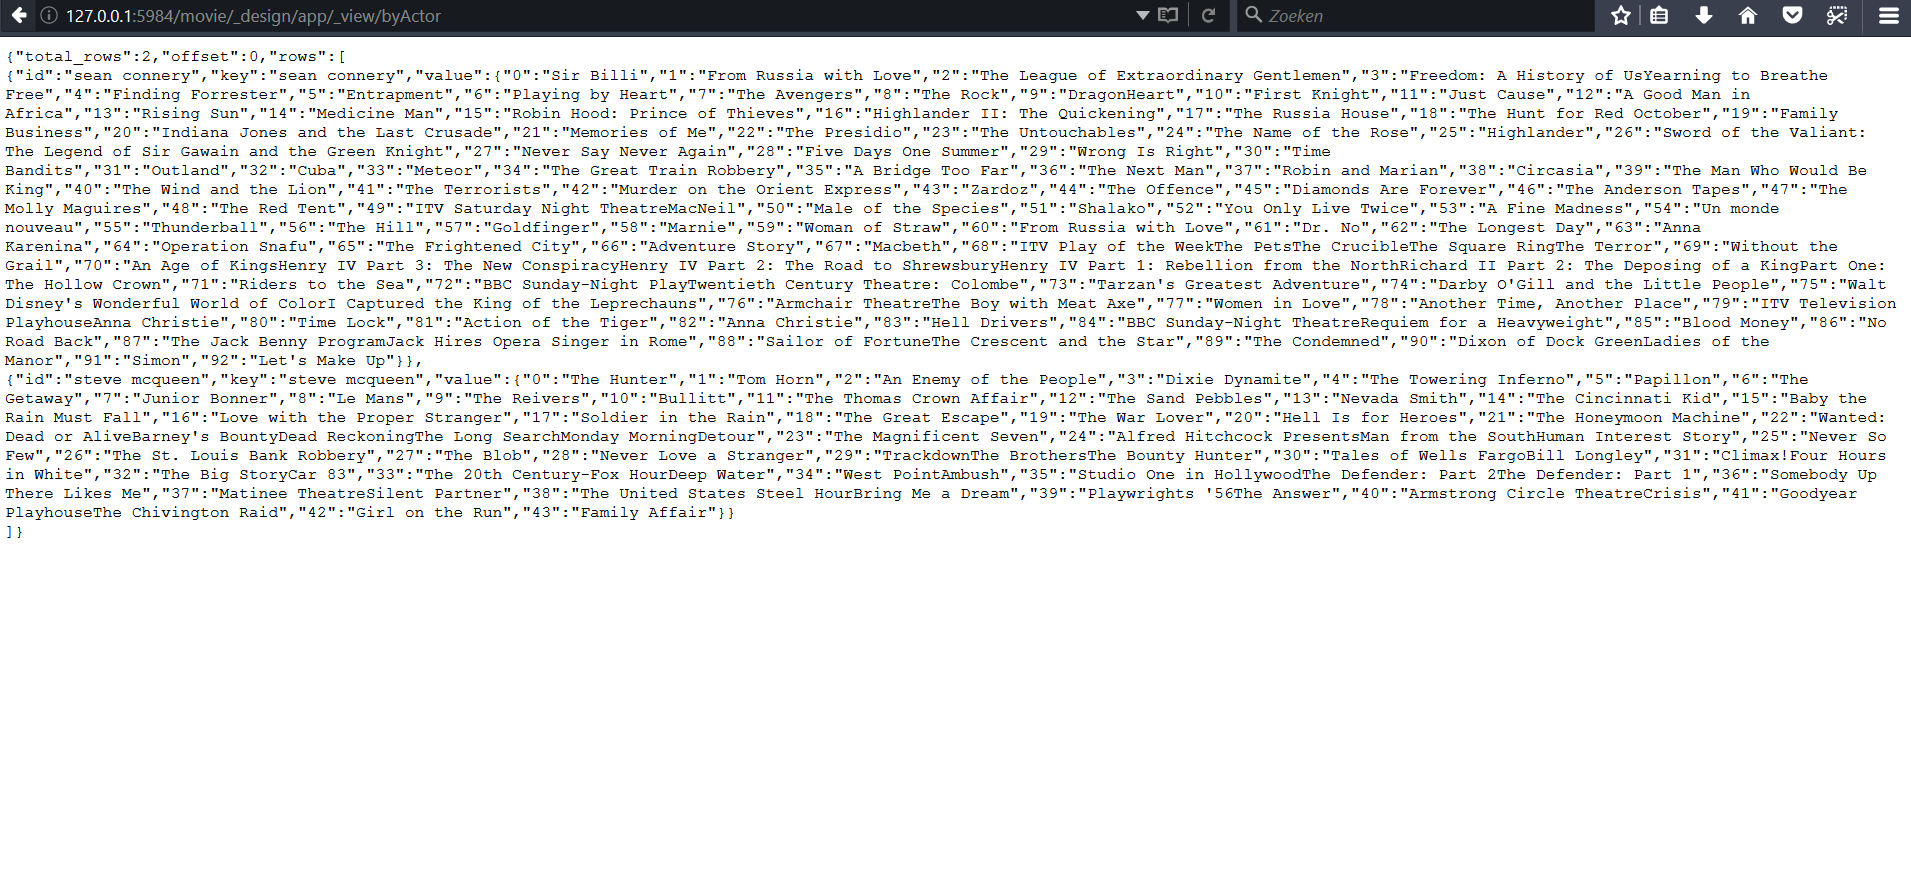 127.0.0.1:5984/movie/_design/app/_view/byActor
Zoeken
{"total_rows":2,"offset":0,"rows":[
{"id":"sean connery","key":"sean connery","value":{"0":"Sir Billi","1":"From Russia with Love","2":"The League of Extraordinary Gentlemen","3":"Freedom: A History of UsYearning to Breathe
Free","4":"Finding Forrester","5":"Entrapment","6":"Playing by Heart","7":"The Avengers","8":"The Rock","9":"DragonHeart","10":"First Knight","11":"Just Cause","12":"A Good Man in
Africa","13":"Rising Sun","14":"Medicine Man","15":"Robin Hood: Prince of Thieves","16":"Highlander II: The Quickening","17":"The Russia House","18":"The Hunt for Red October","19":"Family
Business","20":"Indiana Jones and the Last Crusade","21":"Memories of Me","22":"The Presidio","23":"The Untouchables","24":"The Name of the Rose","25":"Highlander","26":"Sword of the Valiant:
The Legend of Sir Gawain and the Green Knight","27":"Never Say Never Again","28":"Five Days One Summer","29":"Wrong Is Right","30":"Time
Bandits","31":"Outland","32":"Cuba","33":"Meteor","34":"The Great Train Robbery","35":"A Bridge Too Far","36":"The Next Man","37":"Robin and Marian","38":"Circasia","39":"The Man Who Would Be
King","40":"The Wind and the Lion","41":"The Terrorists","42":"Murder on the Orient Express","43":"Zardoz","44":"The Offence","45":"Diamonds Are Forever","46":"The Anderson Tapes","47":"The
Molly Maguires","48":"The Red Tent","49":"ITV Saturday Night TheatreMacNeil","50":"Male of the Species","51":"Shalako","52":"You Only Live Twice","53":"A Fine Madness","54":"Un monde
nouveau","55":"Thunderball","56":"The Hill","57":"Goldfinger","58":"Marnie","59":"Woman of Straw","60":"From Russia with Love","61":"Dr. No","62":"The Longest Day","63":"Anna
Karenina","64":"Operation Snafu","65":"The Frightened City","66":"Adventure Story","67":"Macbeth","68":"ITV Play of the WeekThe PetsThe CrucibleThe Square RingThe Terror","69":"Without the
Grail","70":"An Age of KingsHenry IV Part 3: The New ConspiracyHenry IV Part 2: The Road to ShrewsburyHenry IV Part 1: Rebellion from the NorthRichard II Part 2: The Deposing of a KingPart One:
The Hollow Crown","71":"Riders to the Sea","72":"BBC Sunday-Night PlayTwentieth Century Theatre: Colombe","73":"Tarzan's Greatest Adventure","74":"Darby O'Gill and the Little People","75":"Walt
Disney's Wonderful World of ColorI Captured the King of the Leprechauns","76":"Armchair TheatreThe Boy with Meat Axe","77":"Women in Love","78":"Another Time, Another Place","79":"ITV Television
PlayhouseAnna Christie","80":"Time Lock","81":"Action of the Tiger","82":"Anna Christie","83":"Hell Drivers","84":"BBC Sunday-Night TheatreRequiem for a Heavyweight","85":"Blood Money","86":"No
Road Back","87":"The Jack Benny ProgramJack Hires Opera Singer in Rome","88":"Sailor of FortuneThe Crescent and the Star","89":"The Condemned","90":"Dixon of Dock GreenLadies of the
Manor","91":"Simon","92":"Let's Make Up"}},
{"id":"steve mcqueen","key":"steve mcqueen","value":{"0":"The Hunter","1":"Tom Horn","2":"An Enemy of the People","3":"Dixie Dynamite","4":"The Towering Inferno","5":"Papillon","6":"The
Getaway","7":"Junior Bonner","8":"Le Mans","9":"The Reivers","10":"Bullitt","11":"The Thomas Crown Affair","12":"The Sand Pebbles","13":"Nevada Smith","14":"The Cincinnati Kid","15":"Baby the
Rain Must Fall","16":"Love with the Proper Stranger","17":"Soldier in the Rain","18":"The Great Escape","19":"The War Lover","20":"Hell Is for Heroes","21":"The Honeymoon Machine","22":"Wanted:
Dead or AliveBarney's BountyDead ReckoningThe Long SearchMonday MorningDetour","23":"The Magnificent Seven","24":"Alfred Hitchcock PresentsMan from the SouthHuman Interest Story","25":"Never So
Few","26":"The St. Louis Bank Robbery","27":"The Blob","28":"Never Love a Stranger","29":"TrackdownThe BrothersThe Bounty Hunter","30":"Tales of Wells FargoBill Longley","31":"Climax!Four Hours
in White","32":"The Big StoryCar 83","33":"The 20th Century-Fox HourDeep Water","34":"West PointAmbush","35":"Studio One in HollywoodThe Defender: Part 2The Defender: Part 1","36":"Somebody Up
There Likes Me","37":"Matinee TheatreSilent Partner","38":"The United States Steel HourBring Me a Dream","39":"Playwrights '56The Answer","40":"Armstrong Circle TheatreCrisis","41":"Goodyear
PlayhouseThe Chivington Raid","42":"Girl on the Run","43":"Family Affair"}}
]}